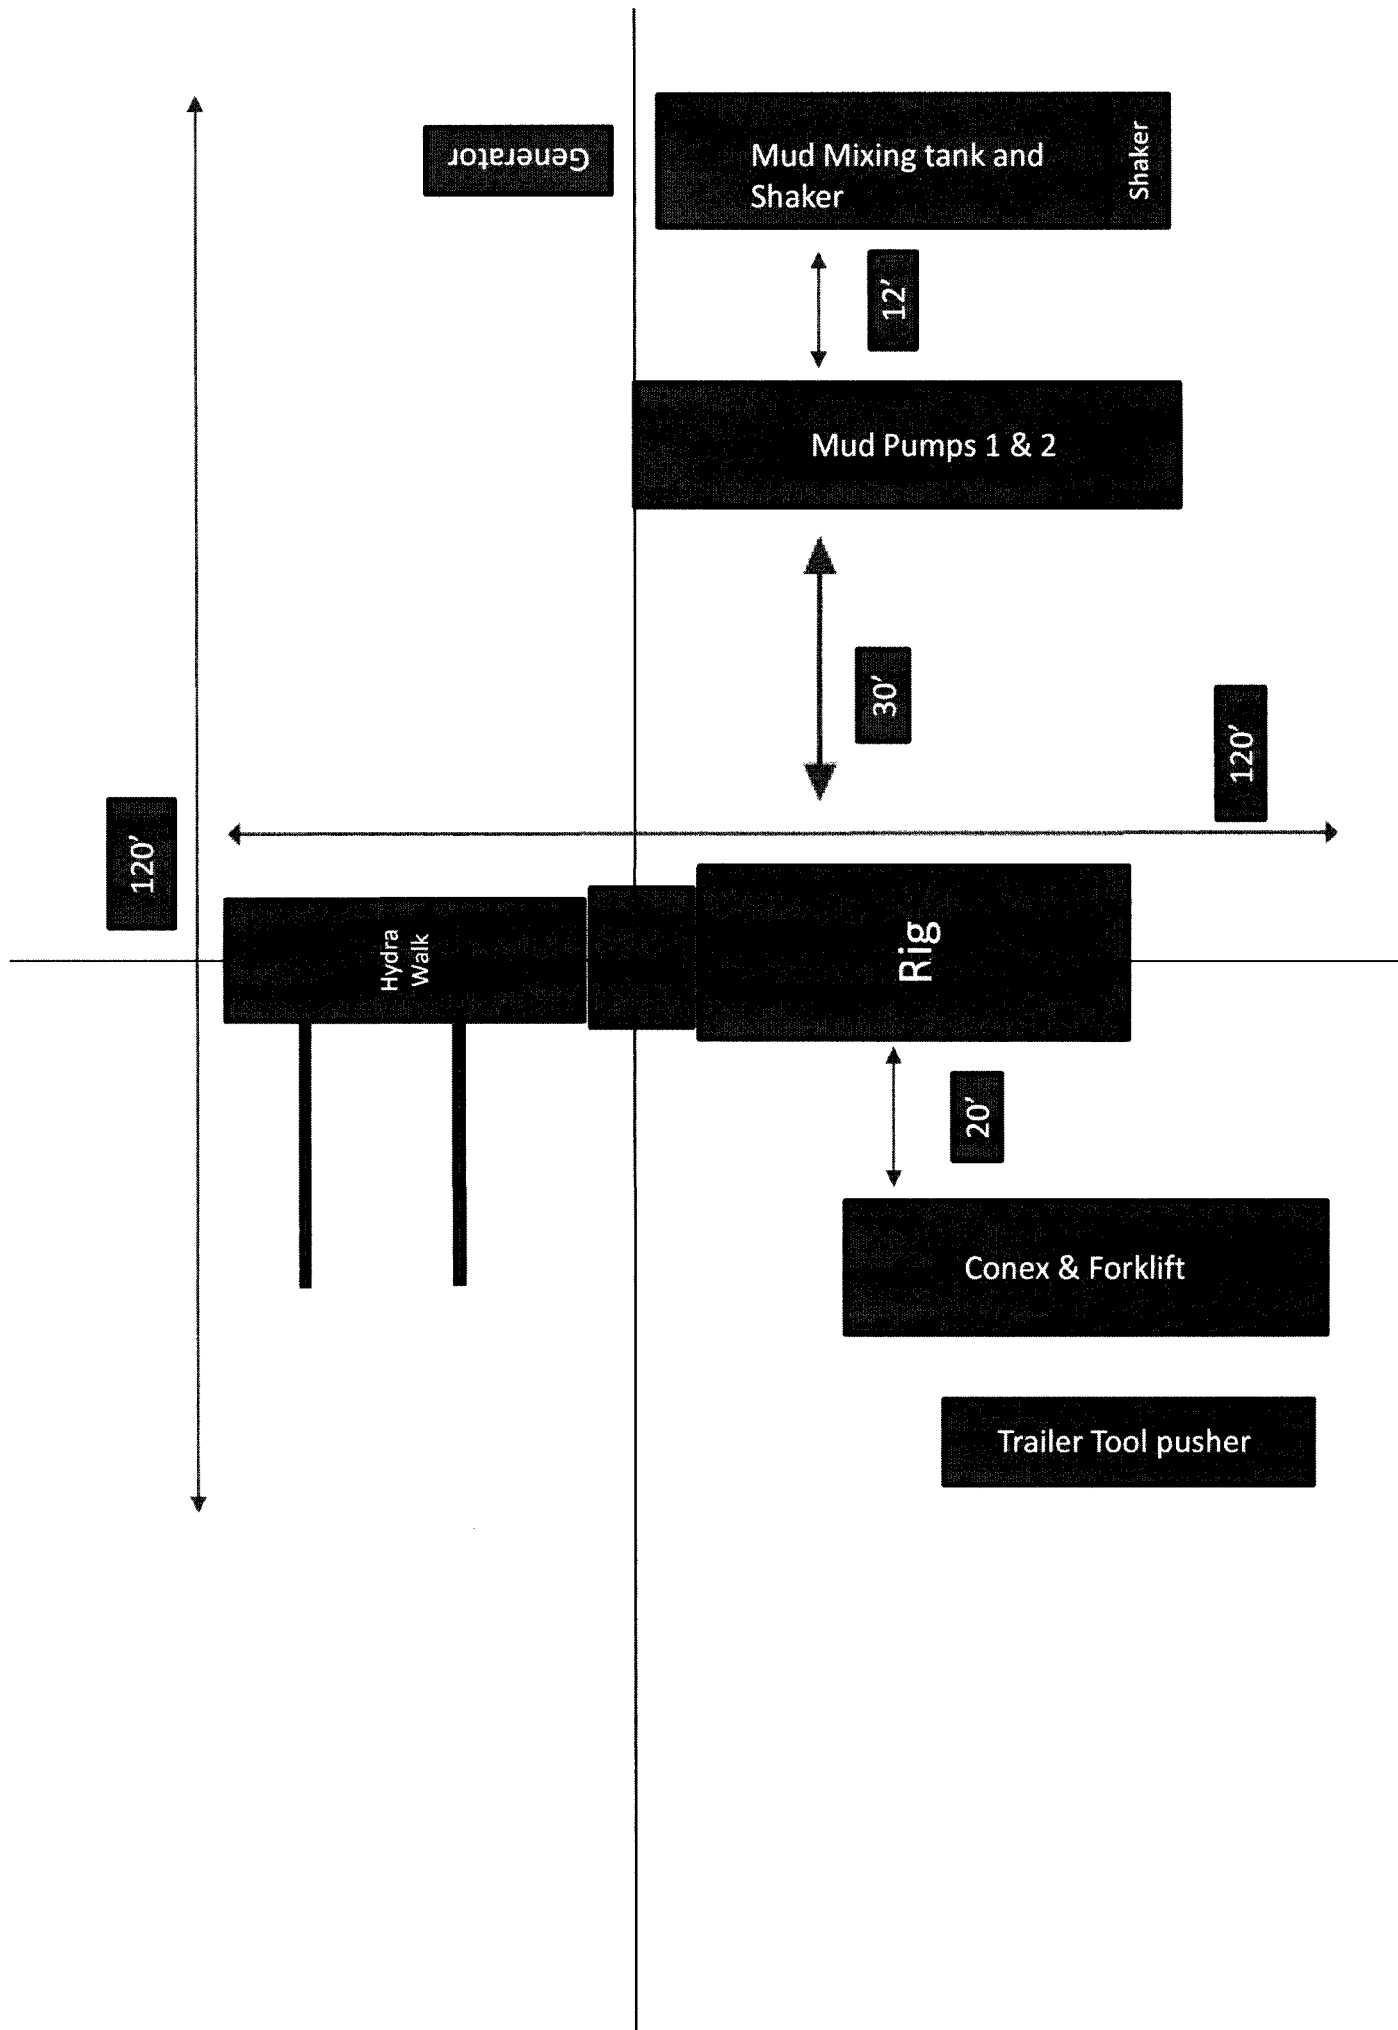 Generator
Mud Mixing tank and
Shaker
Shaker
12’
Mud Pumps 1 & 2
30’
120’
120’
Hydra
Walk
Rig
20’
Conex & Forklift
Trailer Tool pusher